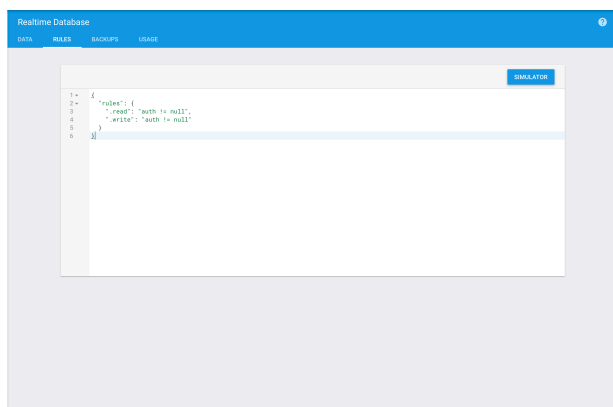 Realtime Database
DATA RULES BACKUPS USAGE
SIMULATOR
1 {
2 "rules": {
3 ".read": "auth != null",
4 ".write": "auth != null"
5 }
6 }